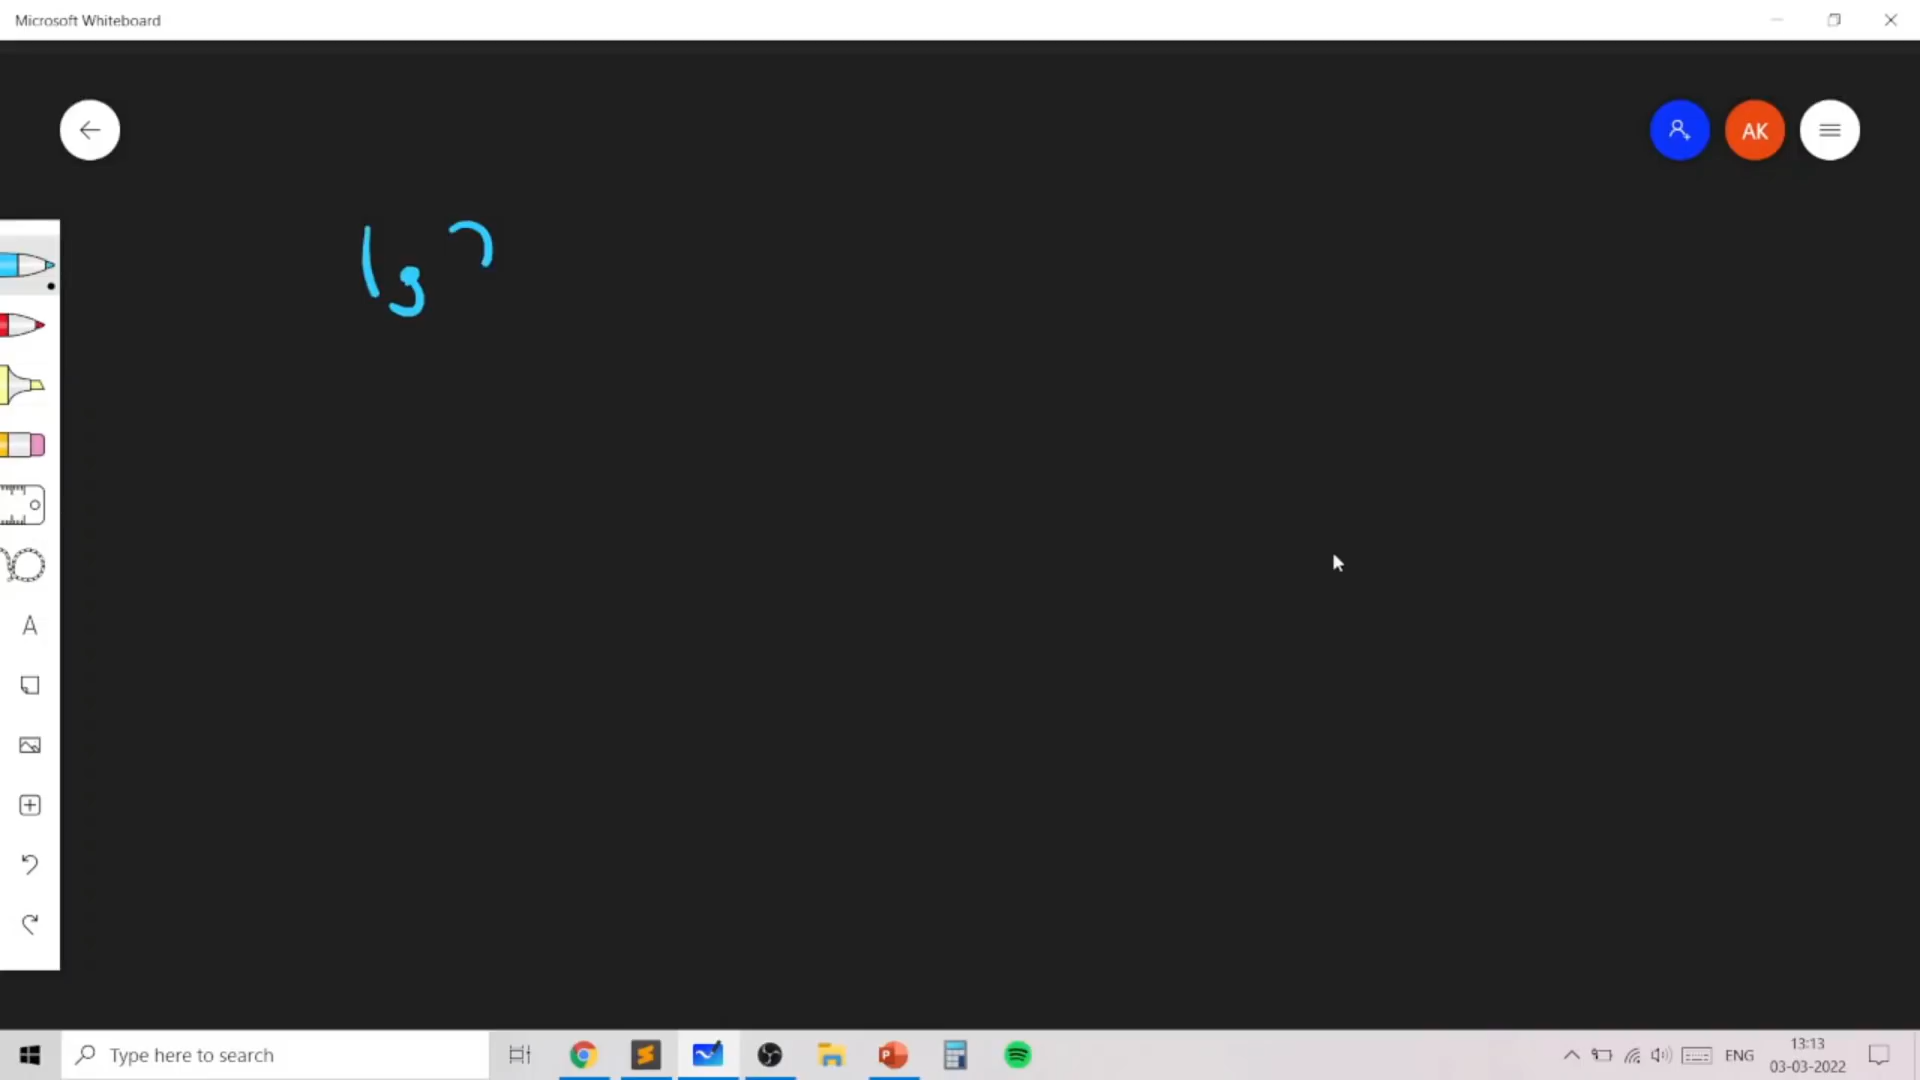 Microsoft Whiteboard
AK
A
Type here to search
ENG
13:13
03-03-2022